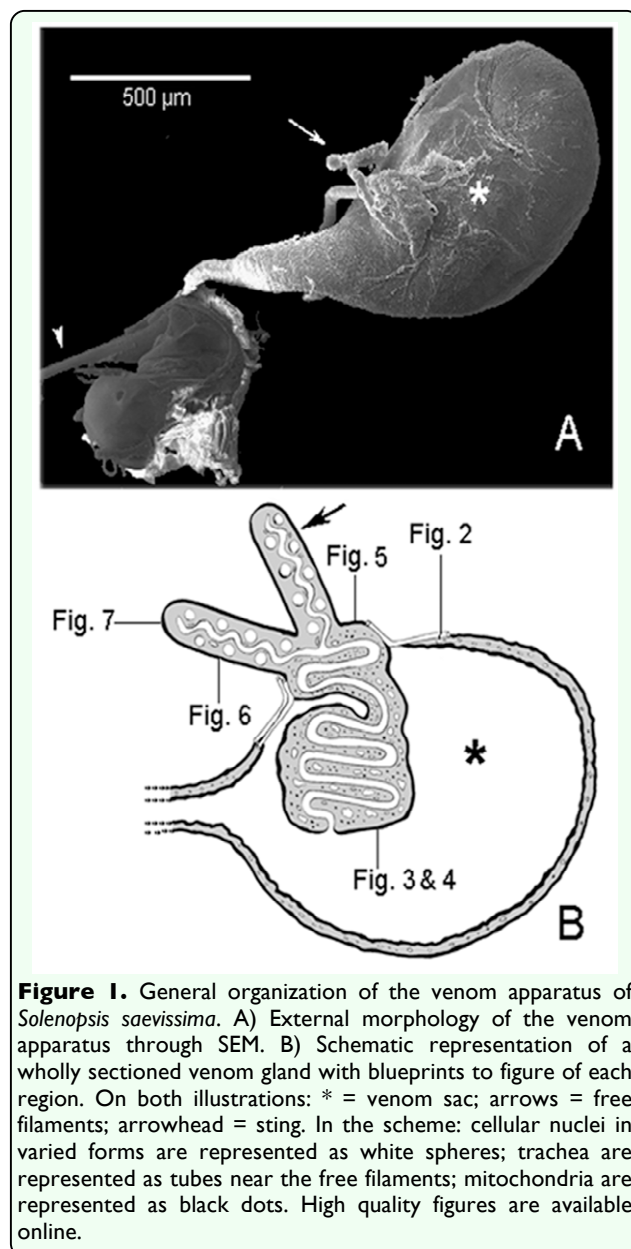 500 µm
*
A
Fig. 2
Fig. 5
Fig. 7
Fig. 6
*
Fig. 3 & 4
B
Figure 1. General organization of the venom apparatus of
Solenopsis saevissima. A) External morphology of the venom
apparatus through SEM. B) Schematic representation of a
wholly sectioned venom gland with blueprints to figure of each
region. On both illustrations: * = venom sac; arrows = free
filaments; arrowhead = sting. In the scheme: cellular nuclei in
varied forms are represented as white spheres; trachea are
represented as tubes near the free filaments; mitochondria are
represented as black dots. High quality figures are available
online.